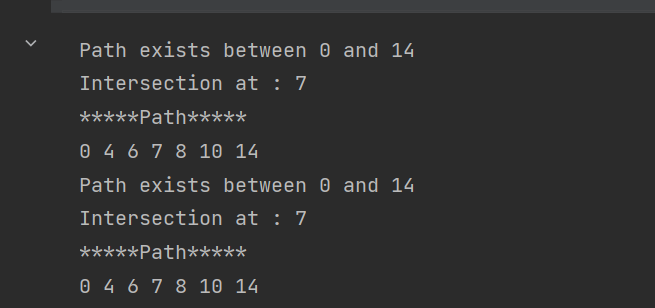 Path exists between 0 and 14
Intersection at : 7
*****Path*****
0 4 6 7 8 10 14
Path exists between 0 and 14
Intersection at : 7
*****Path*****
0 4 6 7 8 10 14